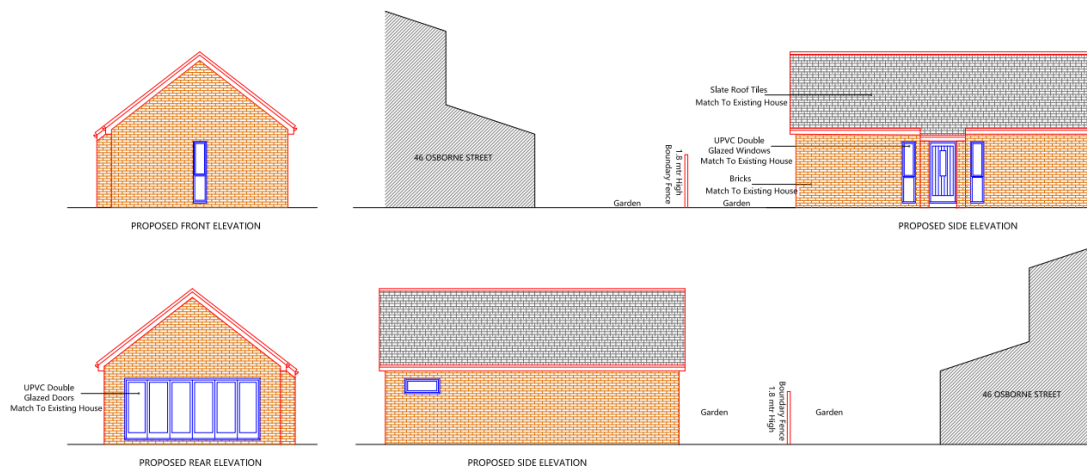 Slate Roof Tiles
Match To Existing House
UPVC Double
Glazed Windows
Match To Existing House
Bricks
Match To Existing House
46 OSBORNE STREET
1.8 mtr High
Boundary Fence
Garden
Garden
PROPOSED FRONT ELEVATION
PROPOSED SIDE ELEVATION
UPVC Double
Glazed Doors
Match To Existing House
Boundary Fence
1.8 mtr High
Garden
Garden
46 OSBORNE STREET
PROPOSED REAR ELEVATION
PROPOSED SIDE ELEVATION